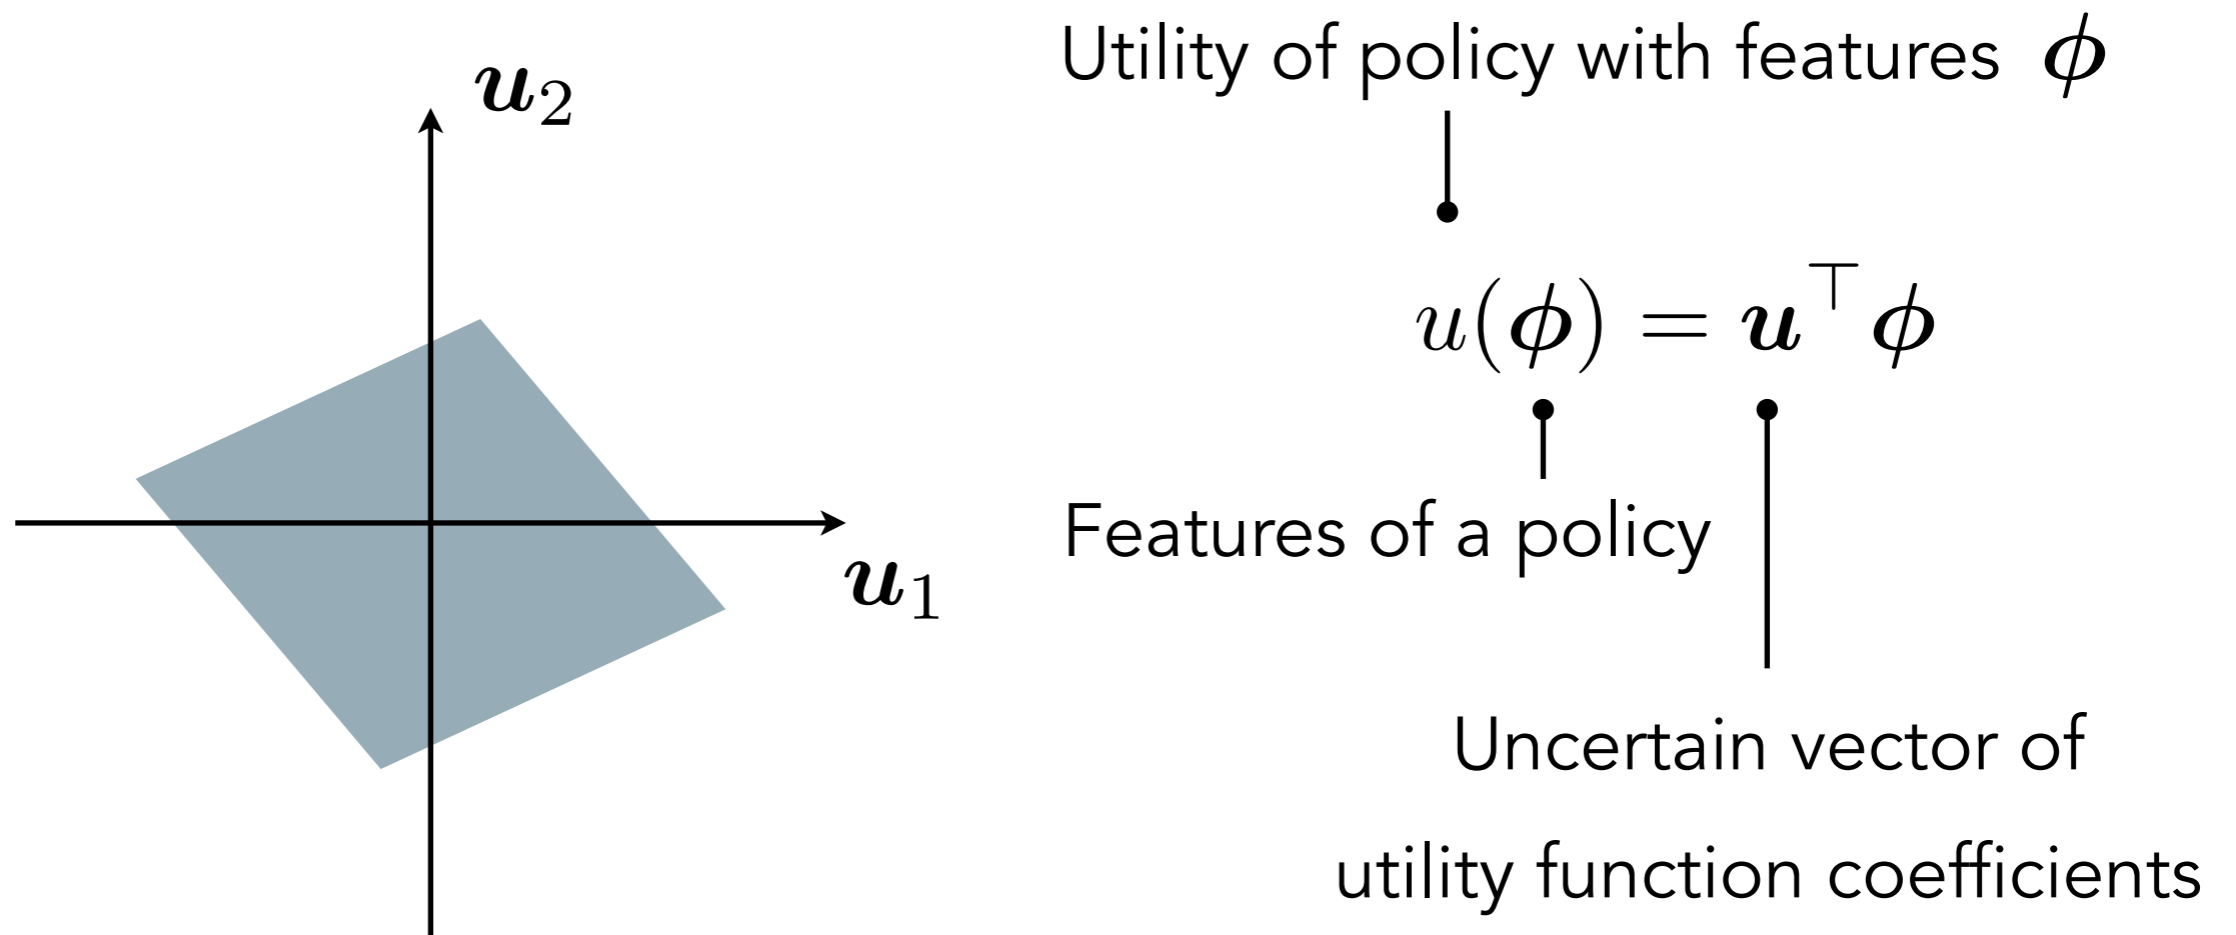 Utility of policy with features ϕ
u₂
u(ϕ) = u⊤ϕ
Features of a policy
u₁
Uncertain vector of
utility function coefficients